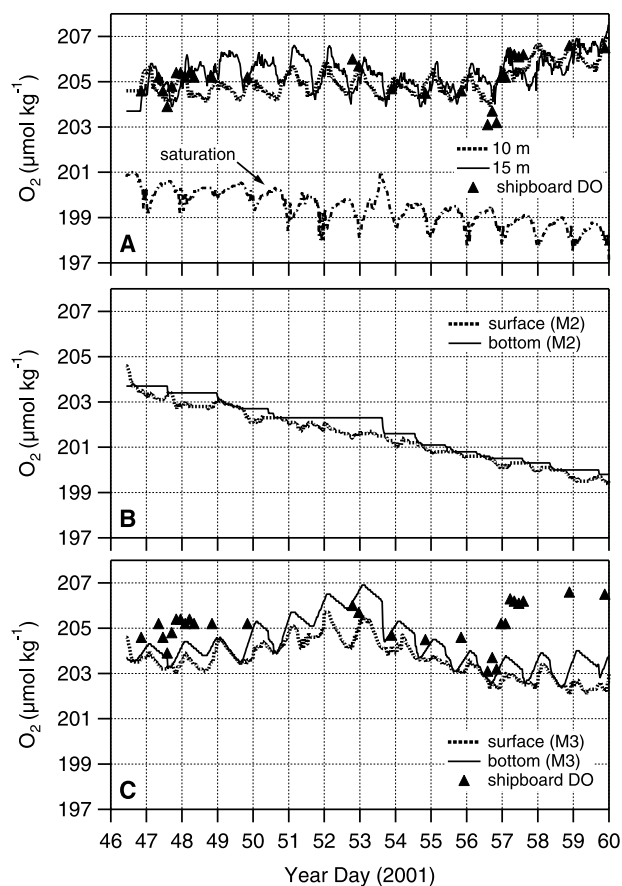 207
205
203
201
199
197
O2 (µmol kg-1)
saturation
10 m
15 m
shipboard DO
A
207
205
203
201
199
197
O2 (µmol kg-1)
surface (M2)
bottom (M2)
B
207
205
203
201
199
197
O2 (µmol kg-1)
surface (M3)
bottom (M3)
shipboard DO
C
46 47 48 49 50 51 52 53 54 55 56 57 58 59 60
Year Day (2001)